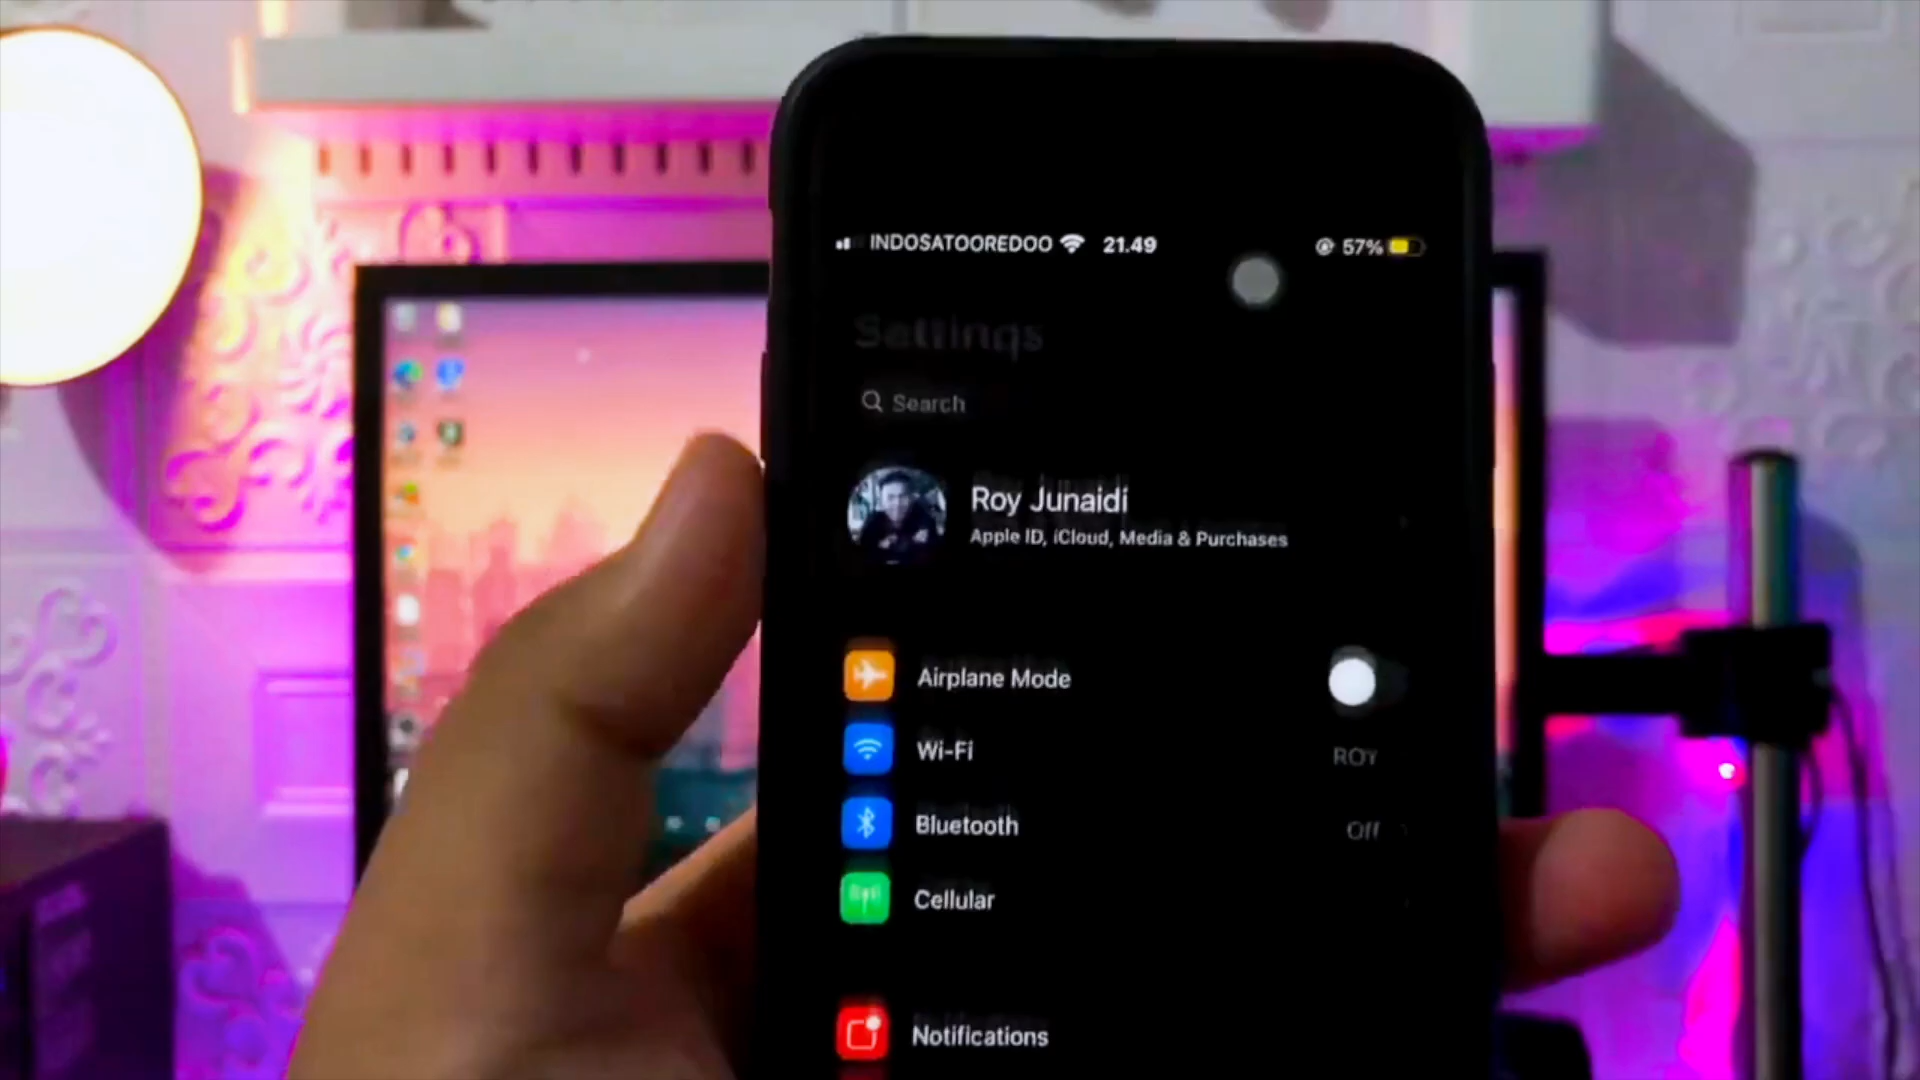 INDOSATOOREDOO 21.49 57%
Settings
Search
Roy Junaidi
Apple ID, iCloud, Media & Purchases
Airplane Mode
Wi-Fi ROY
Bluetooth Off
Cellular
Notifications